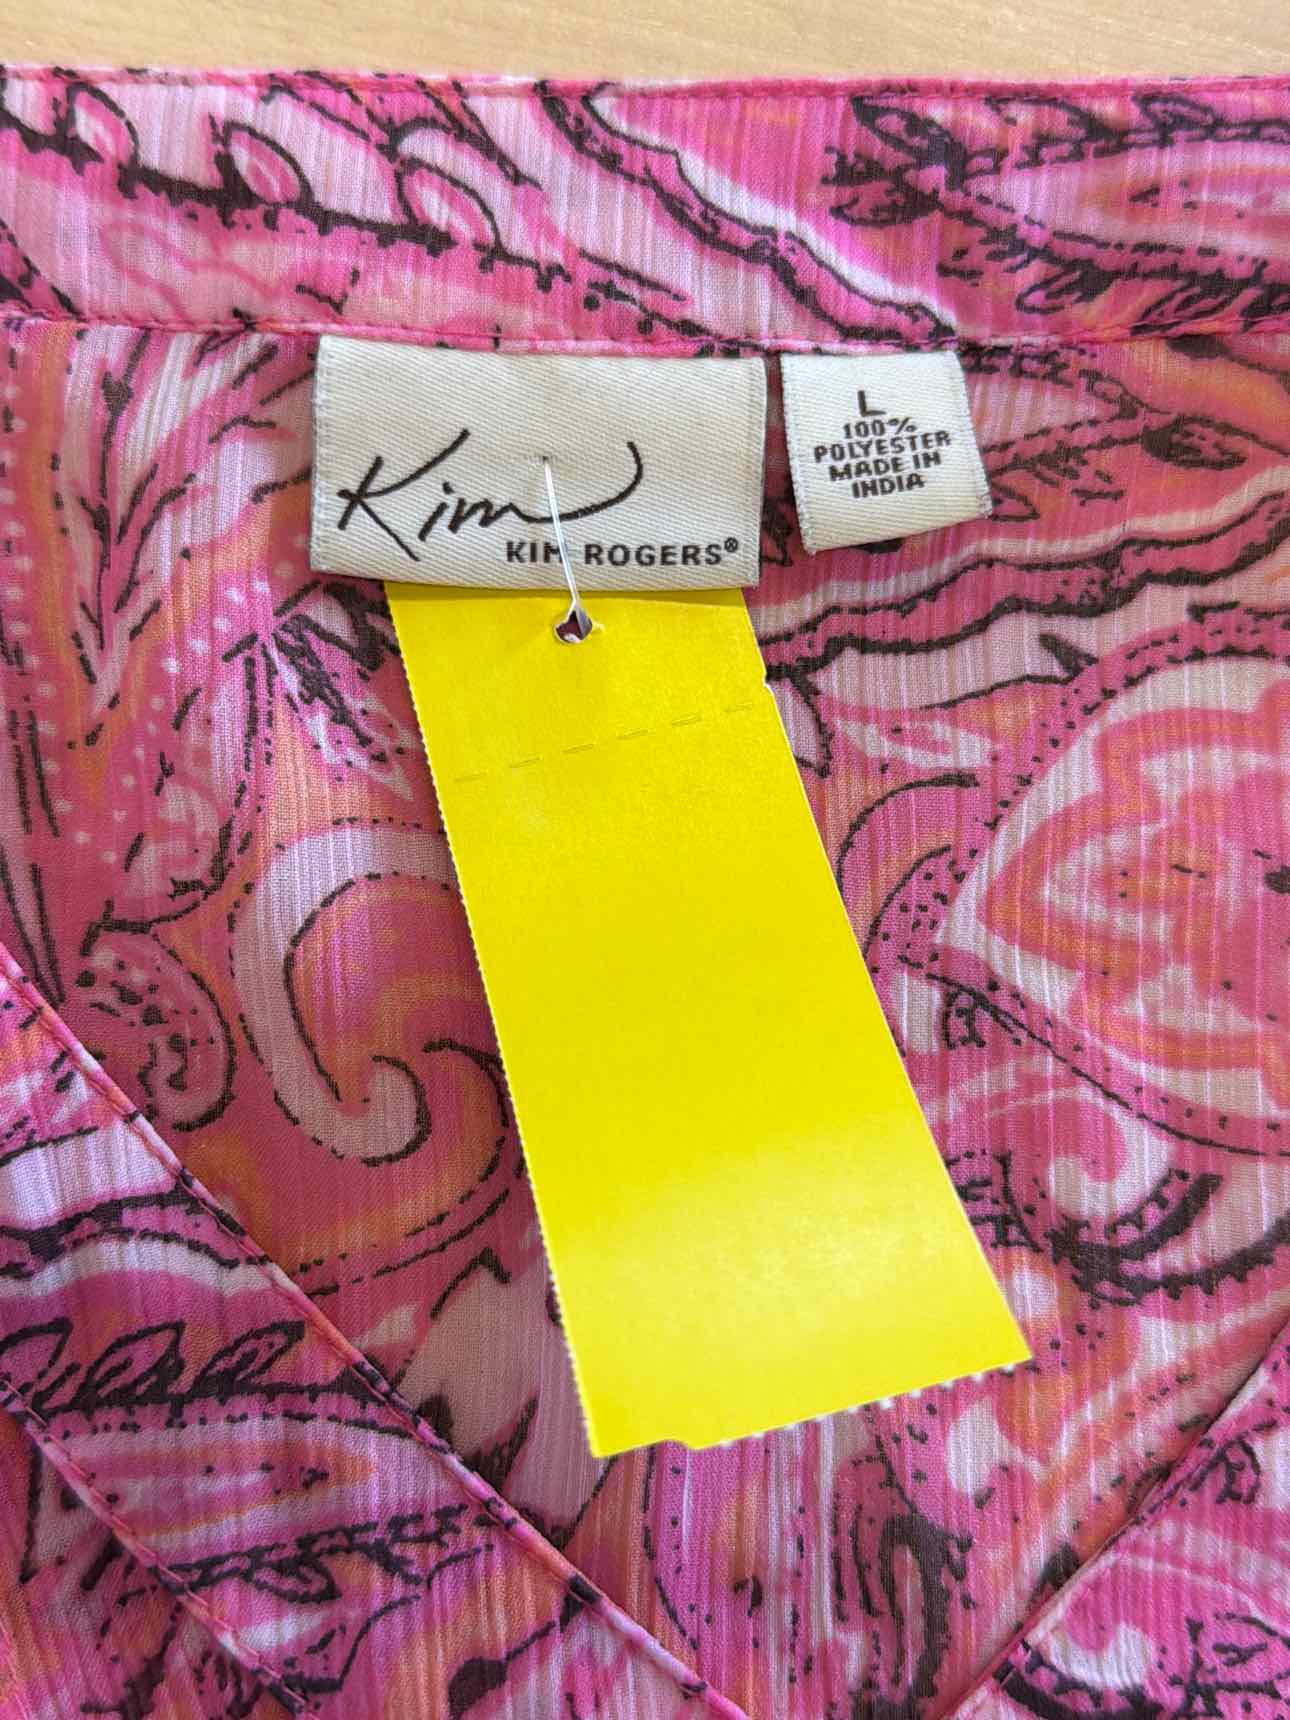 Kim
KIM ROGERS®
L
100%
POLYESTER
MADE IN
INDIA